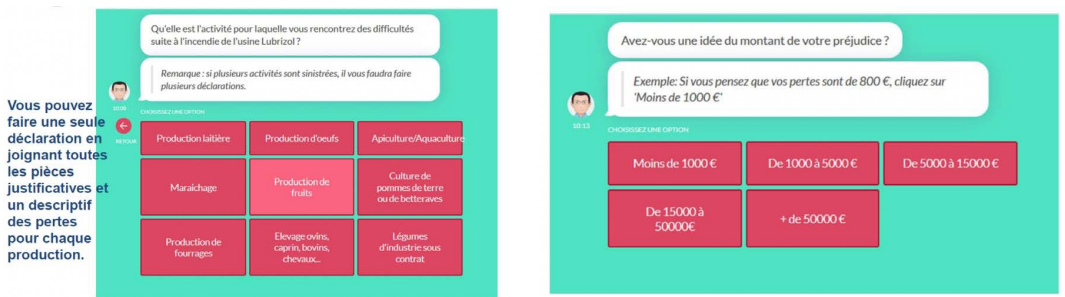 Vous pouvez
faire une seule
déclaration en
joignant toutes
les pièces
justificatives et
un descriptif
des pertes
pour chaque
production.
Qu'elle est l'activité pour laquelle vous rencontrez des difficultés
suite à l'incendie de l'usine Lubrizol ?
Remarque : si plusieurs activités sont sinistrées, il vous faudra faire
plusieurs déclarations.
CHOISISSEZ UNE OPTION
RETOUR
Production laitière
Production d'oeufs
Apiculture/Aquaculture
Maraichage
Production de
fruits
Culture de
pommes de terre
ou de betteraves
Production de
fourrages
Elevage ovins,
caprin, bovins,
chevaux...
Légumes
d'industrie sous
contrat
Avez-vous une idée du montant de votre préjudice ?
Exemple: Si vous pensez que vos pertes sont de 800 €, cliquez sur
'Moins de 1000 €'
10:13
CHOISISSEZ UNE OPTION
Moins de 1000 €
De 1000 à 5000 €
De 5000 à 15000 €
De 15000 à
50000€
+ de 50000 €